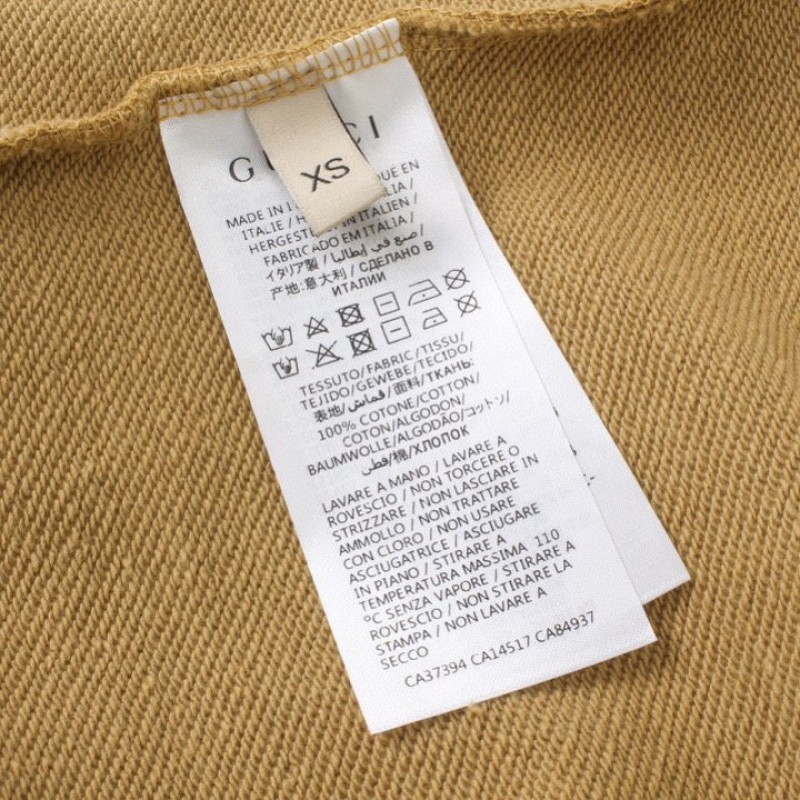 GUCCI
XS
MADE IN
QUE EN
ITALIE /
ITALIA /
HERGESTE IN ITALIEN /
FABRICADO EM ITALIA /
イタリア製 / صنع في إيطاليا /
产地:意大利 / СДЕЛАНО В
ИТАЛИИ
TESSUTO/FABRIC/TISSU/
TEJIDO/GEWEBE/TECIDO/
表地/قماش/面料/ТКАНЬ:
100% COTONE/COTTON/
COTON/ALGODON/
BAUMWOLLE/ALGODÃO/コットン/
قطن/棉/ХЛОПОК
LAVARE A MANO / LAVARE A
ROVESCIO / NON TORCERE O
STRIZZARE / NON LASCIARE IN
AMMOLLO / NON TRATTARE
CON CLORO / NON USARE
ASCIUGATRICE / ASCIUGARE
IN PIANO / STIRARE A
TEMPERATURA MASSIMA 110
ºC SENZA VAPORE / STIRARE A
ROVESCIO / NON STIRARE LA
STAMPA / NON LAVARE A
SECCO
CA37394 CA14517 CA84937